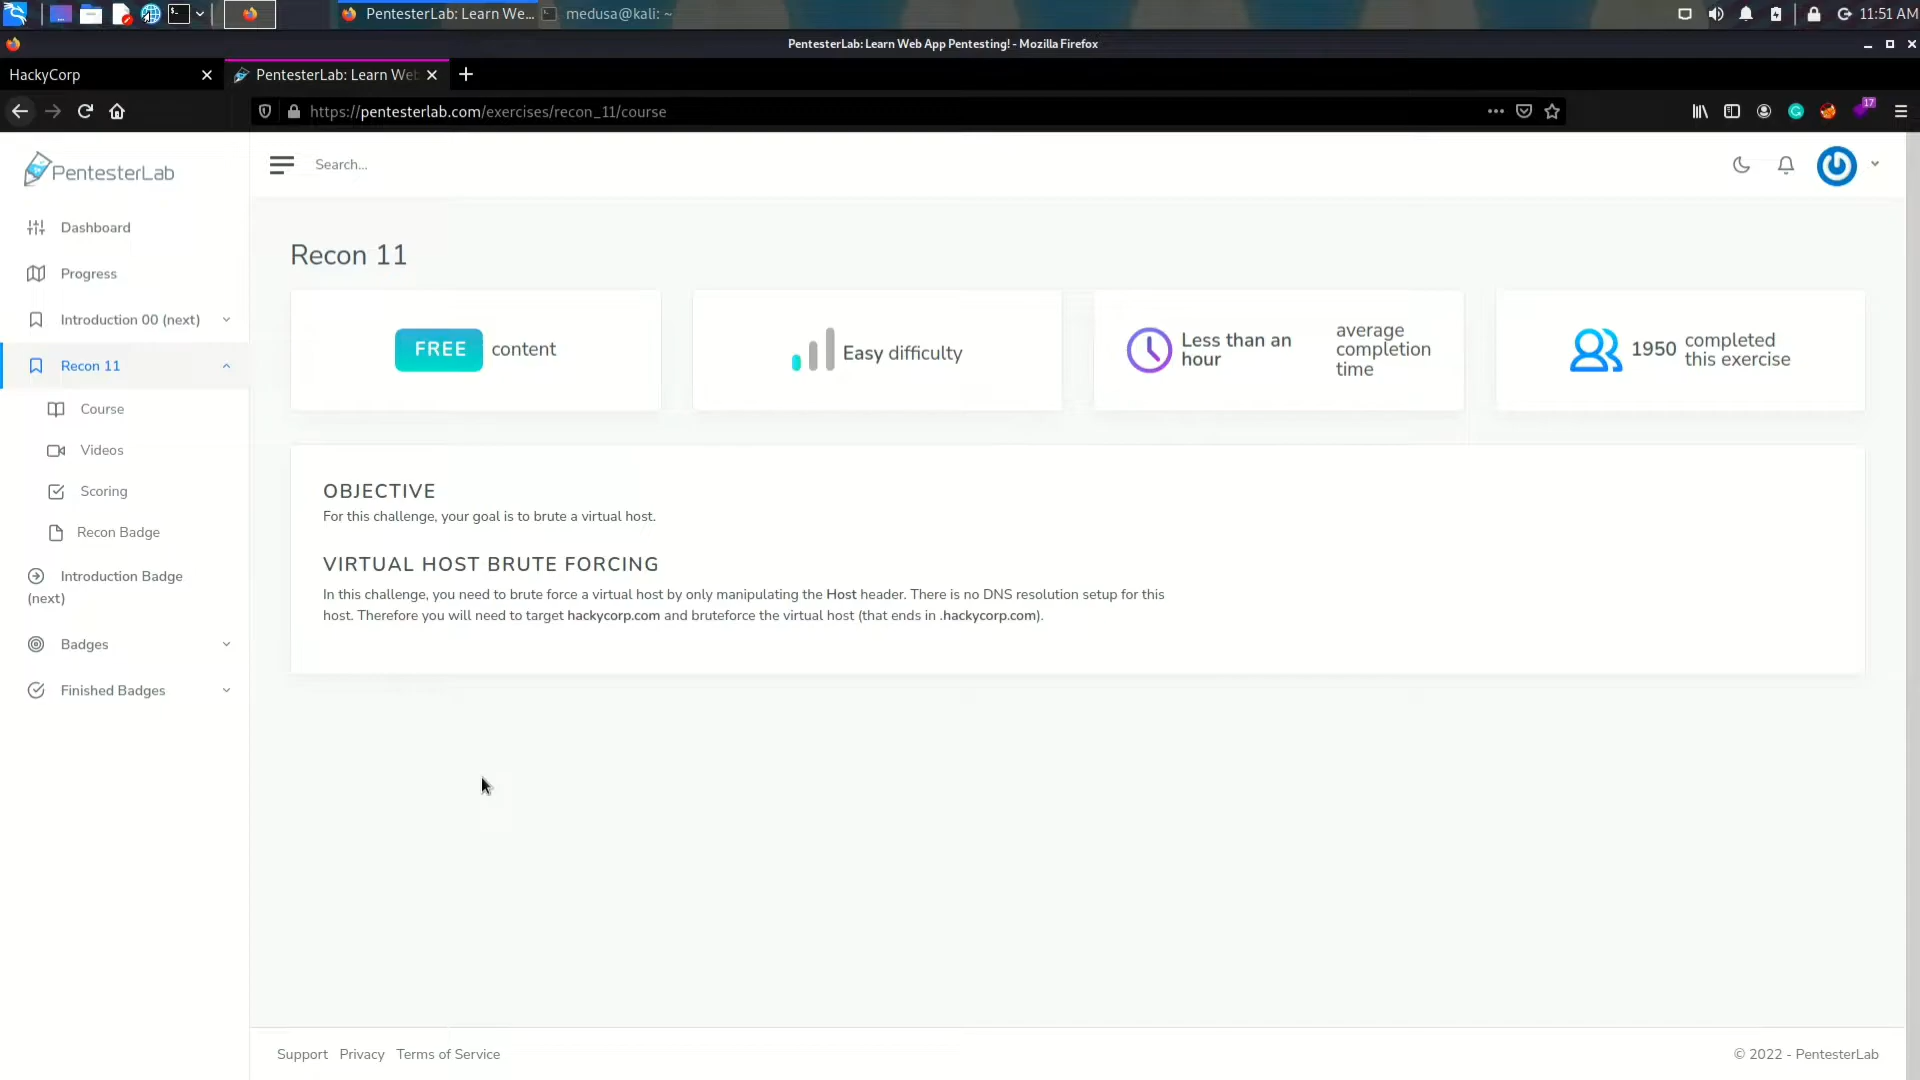 PentesterLab: Learn We...
medusa@kali: ~
11:51 AM
PentesterLab: Learn Web App Pentesting! - Mozilla Firefox
HackyCorp
PentesterLab: Learn Web
https://pentesterlab.com/exercises/recon_11/course
17
PentesterLab
Search...
Dashboard
Progress
Introduction 00 (next)
Recon 11
Course
Videos
Scoring
Recon Badge
Introduction Badge
(next)
Badges
Finished Badges
Recon 11
FREE content
Easy difficulty
Less than an
hour
average
completion
time
1950 completed
this exercise
OBJECTIVE
For this challenge, your goal is to brute a virtual host.
VIRTUAL HOST BRUTE FORCING
In this challenge, you need to brute force a virtual host by only manipulating the Host header. There is no DNS resolution setup for this
host. Therefore you will need to target hackycorp.com and bruteforce the virtual host (that ends in .hackycorp.com).
Support Privacy Terms of Service
© 2022 - PentesterLab